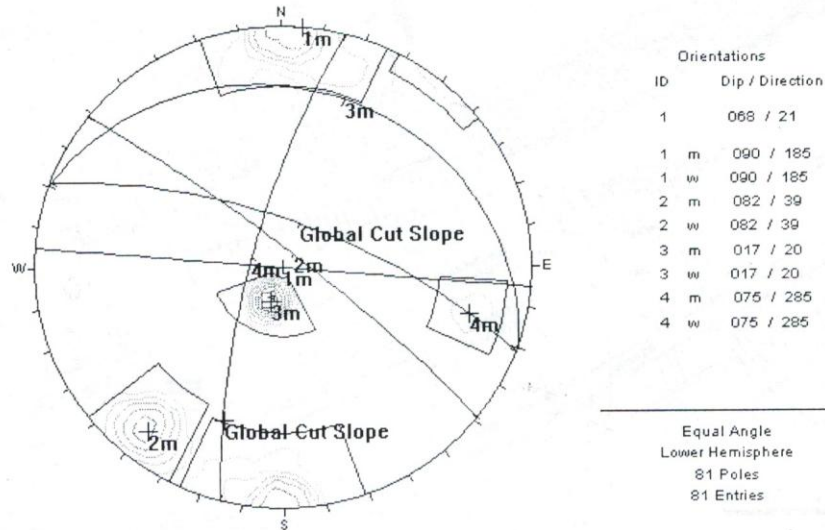 N
1m
3m
Global Cut Slope
W
4m 2m
E
1m
3m
4m
2m
Global Cut Slope
S
Orientations
ID Dip / Direction
1 068 / 21
1 m 090 / 185
1 w 090 / 185
2 m 082 / 39
2 w 082 / 39
3 m 017 / 20
3 w 017 / 20
4 m 075 / 285
4 w 075 / 285
Equal Angle
Lower Hemisphere
81 Poles
81 Entries